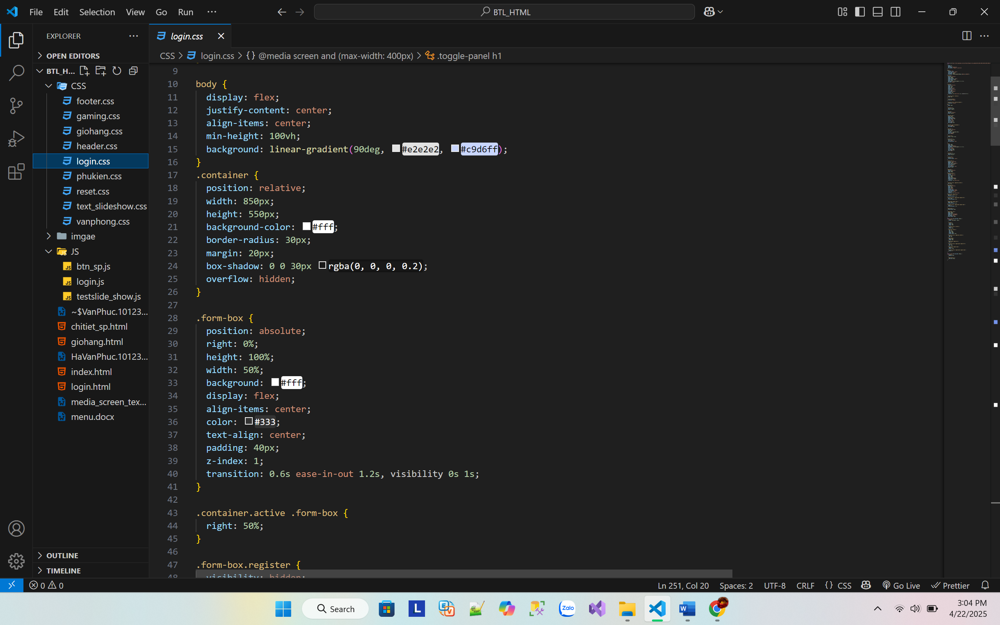 File Edit Selection View Go Run ··· BTL_HTML
EXPLORER
login.css
OPEN EDITORS
CSS > login.css > {} @media screen and (max-width: 400px) > .toggle-panel h1
BTL_H...
CSS
footer.css
gaming.css
giohang.css
header.css
login.css
phukien.css
reset.css
text_slideshow.css
vanphong.css
imgae
JS
btn_sp.js
login.js
testslide_show.js
~$VanPhuc.10123...
chitiet_sp.html
giohang.html
HaVanPhuc.10123...
index.html
login.html
media_screen_tex...
menu.docx
OUTLINE
TIMELINE
9
10 body {
11 display: flex;
12 justify-content: center;
13 align-items: center;
14 min-height: 100vh;
15 background: linear-gradient(90deg, #e2e2e2, #c9d6ff);
16 }
17 .container {
18 position: relative;
19 width: 850px;
20 height: 550px;
21 background-color: #fff;
22 border-radius: 30px;
23 margin: 20px;
24 box-shadow: 0 0 30px rgba(0, 0, 0, 0.2);
25 overflow: hidden;
26 }
27
28 .form-box {
29 position: absolute;
30 right: 0%;
31 height: 100%;
32 width: 50%;
33 background: #fff;
34 display: flex;
35 align-items: center;
36 color: #333;
37 text-align: center;
38 padding: 40px;
39 z-index: 1;
40 transition: 0.6s ease-in-out 1.2s, visibility 0s 1s;
41 }
42
43 .container.active .form-box {
44 right: 50%;
45 }
46
47 .form-box.register {
48 visibility: hidden;
0 0 Ln 251, Col 20 Spaces: 2 UTF-8 CRLF {} CSS Go Live Prettier
Search
L
Zalo
3:04 PM
4/22/2025